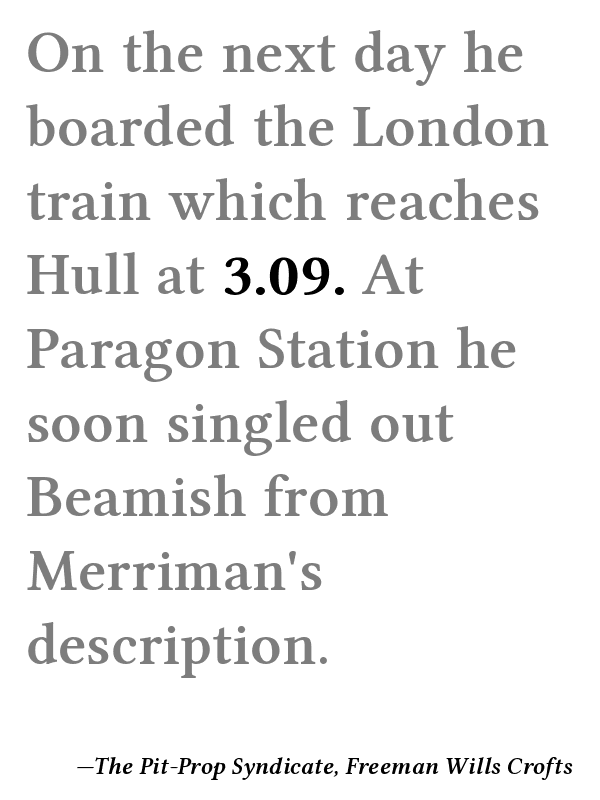 On the next day he
boarded the London
train which reaches
Hull at 3.09. At
Paragon Station he
soon singled out
Beamish from
Merriman's
description.
—The Pit-Prop Syndicate, Freeman Wills Crofts